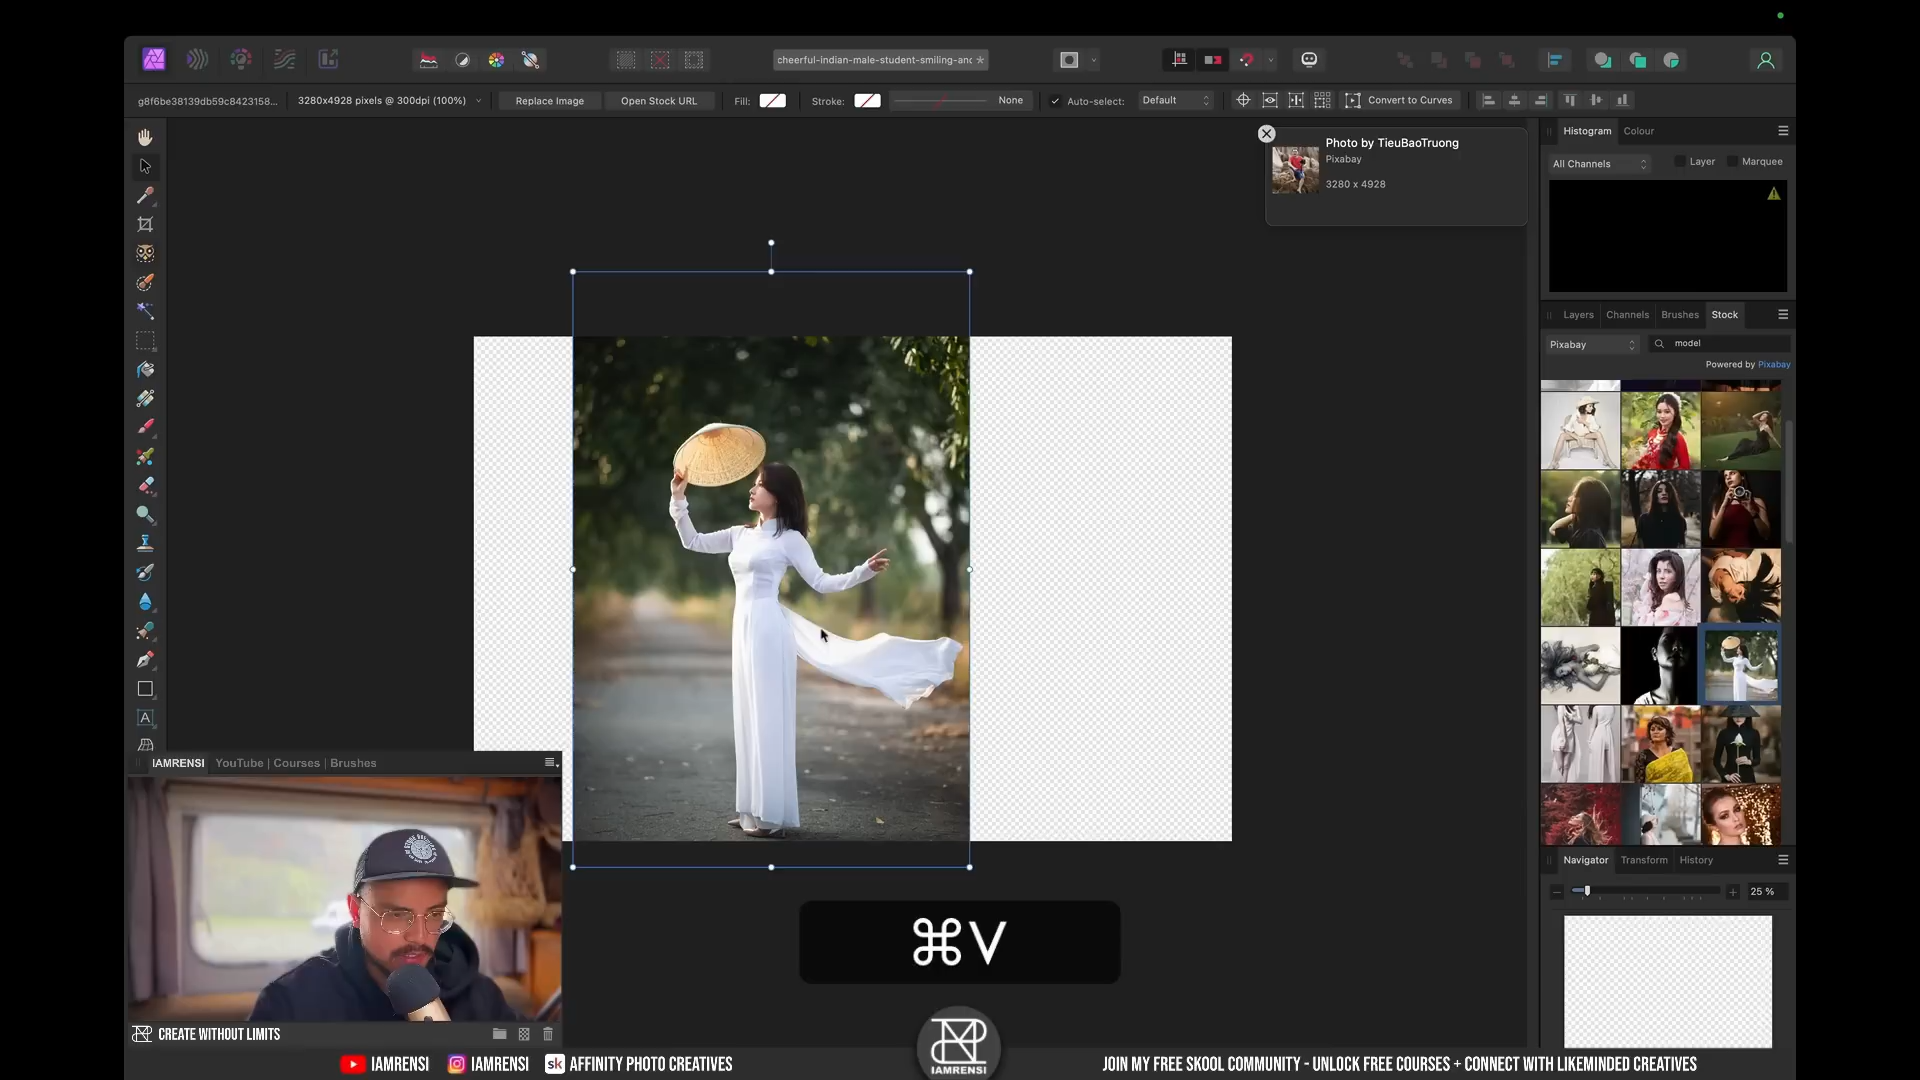 cheerful-indian-male-student-smiling-anc
g8f6be38139db59c8423158...
3280x4928 pixels @ 300dpi (100%)
Replace Image
Open Stock URL
Fill:
Stroke:
None
Auto-select:
Default
Convert to Curves
Photo by TieuBaoTruong
Pixabay
3280 x 4928
Histogram
Colour
All Channels
Layer
Marquee
Layers
Channels
Brushes
Stock
Pixabay
model
Powered by Pixabay
Navigator
Transform
History
25 %
IAMRENSI
YouTube | Courses | Brushes
⌘V
CREATE WITHOUT LIMITS
IAMRENSI
IAMRENSI
sk AFFINITY PHOTO CREATIVES
IAMRENSI
JOIN MY FREE SKOOL COMMUNITY - UNLOCK FREE COURSES + CONNECT WITH LIKEMINDED CREATIVES